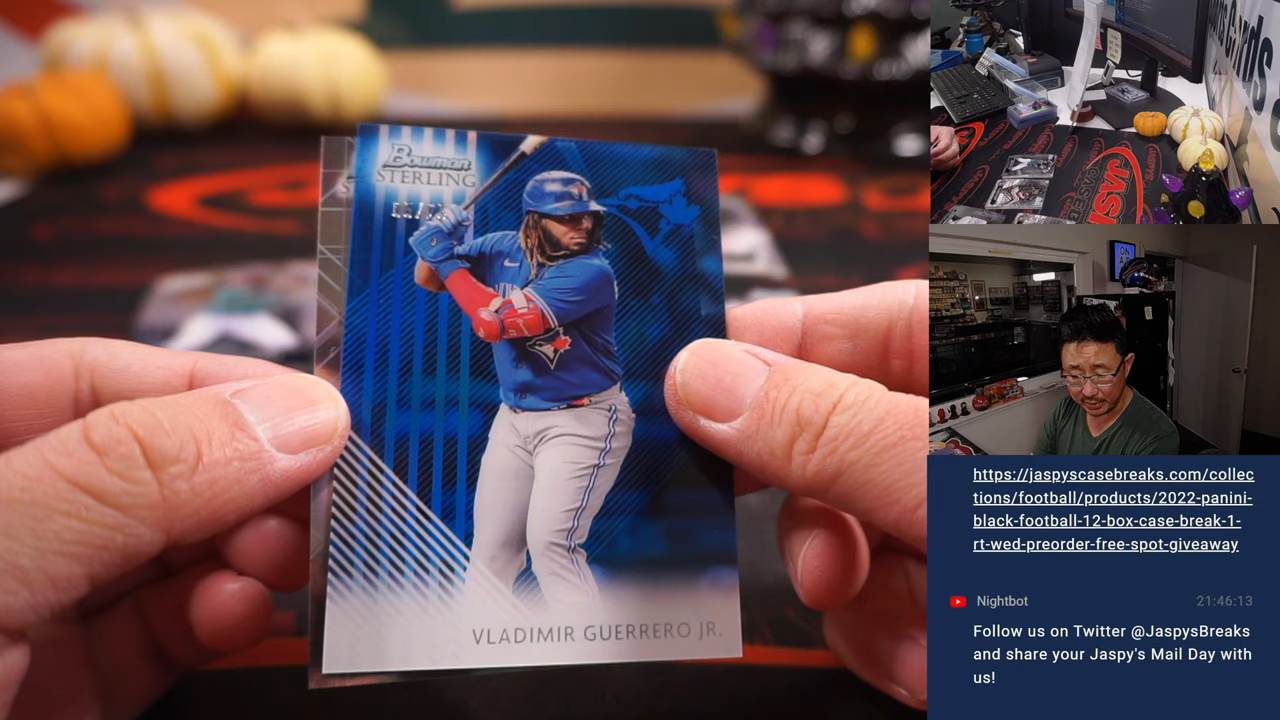 Bowman
STERLING
VLADIMIR GUERRERO JR.
https://jaspyscasebreaks.com/collec
tions/football/products/2022-panini-
black-football-12-box-case-break-1-
rt-wed-preorder-free-spot-giveaway
Nightbot
21:46:13
Follow us on Twitter @JaspysBreaks
and share your Jaspy's Mail Day with
us!